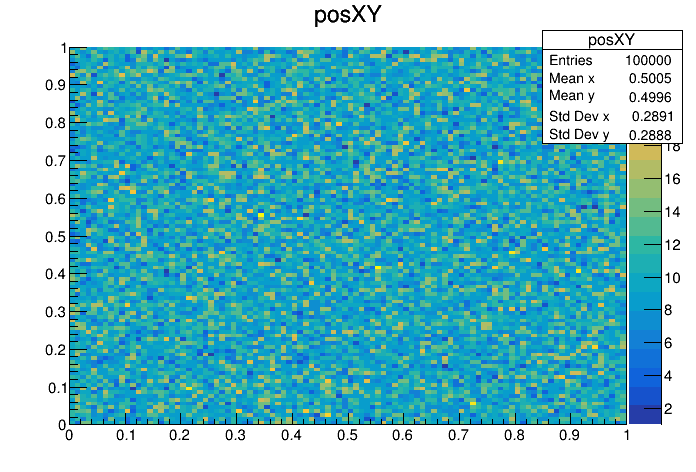 posXY
posXY
Entries 100000
Mean x 0.5005
Mean y 0.4996
Std Dev x 0.2891
Std Dev y 0.2888
1
0.9
0.8
0.7
0.6
0.5
0.4
0.3
0.2
0.1
0
0 0.1 0.2 0.3 0.4 0.5 0.6 0.7 0.8 0.9 1
18
16
14
12
10
8
6
4
2